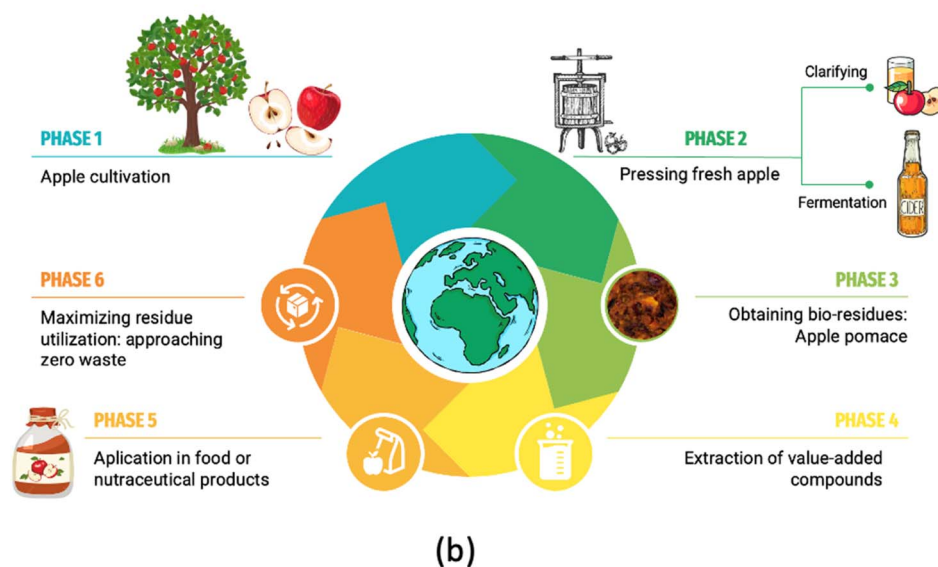 PHASE 1
Apple cultivation
PHASE 2
Pressing fresh apple
Clarifying
Fermentation
CIDER
PHASE 3
Obtaining bio-residues:
Apple pomace
PHASE 4
Extraction of value-added
compounds
PHASE 5
Aplication in food or
nutraceutical products
PHASE 6
Maximizing residue
utilization: approaching
zero waste
(b)